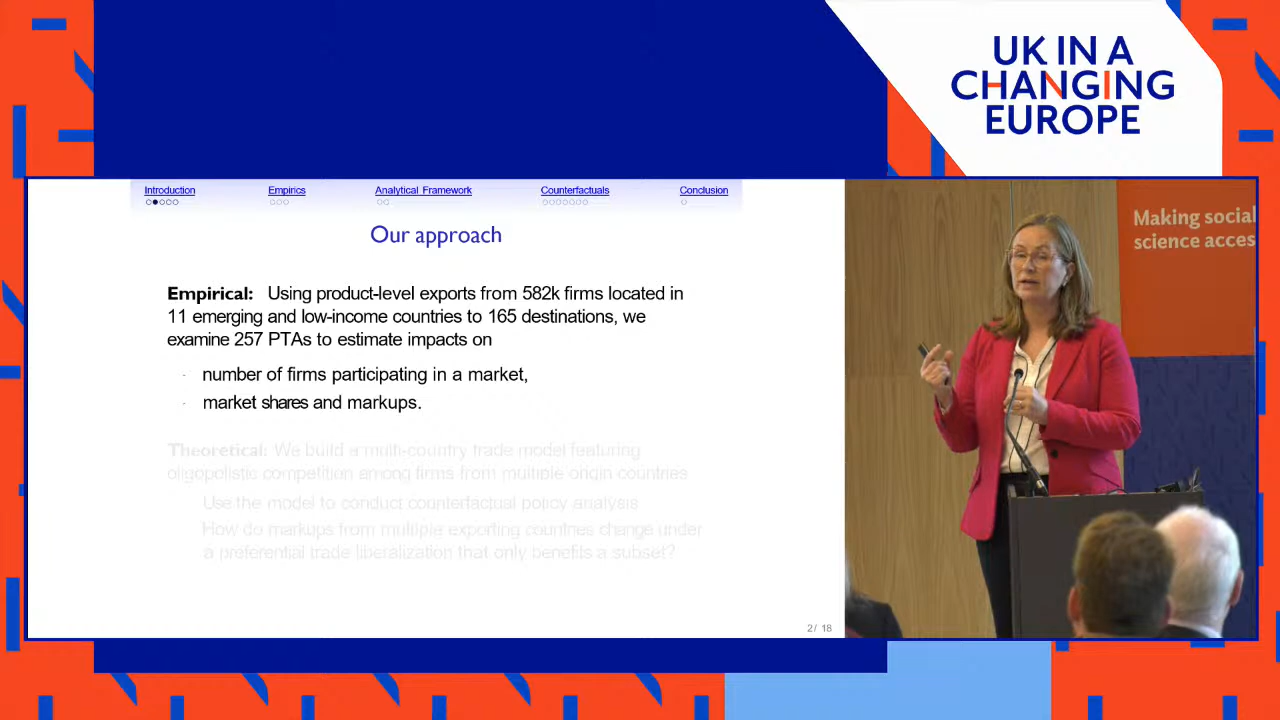 UK IN A
CHANGING
EUROPE
Introduction
Empirics
Analytical Framework
Counterfactuals
Conclusion
Our approach
Empirical: Using product-level exports from 582k firms located in
11 emerging and low-income countries to 165 destinations, we
examine 257 PTAs to estimate impacts on
number of firms participating in a market,
market shares and markups.
Theoretical: We build a multi-country trade model featuring
oligopolistic competition among firms from multiple origin countries
Use the model to conduct counterfactual policy analysis
How do markups from multiple exporting countries change under
a preferential trade liberalization that only benefits a subset?
2/ 18
Making social
science acces